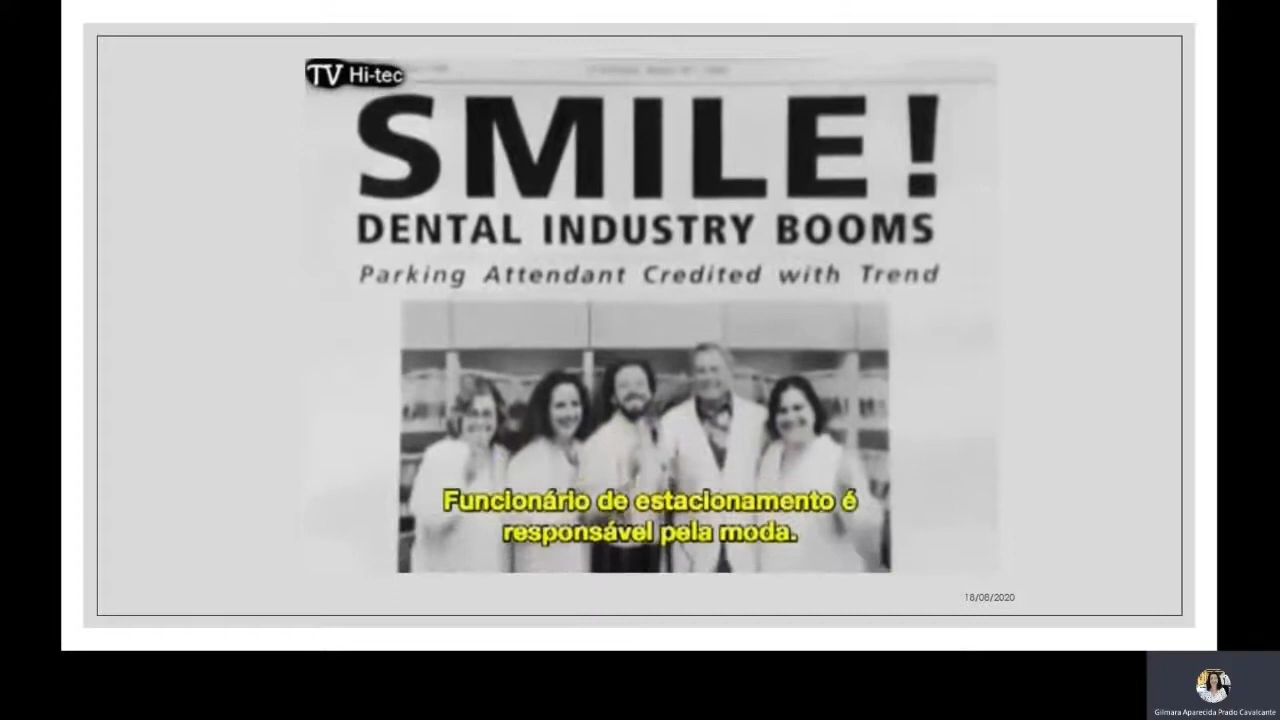 TV Hi-tec
SMILE!
DENTAL INDUSTRY BOOMS
Parking Attendant Credited with Trend
Funcionário de estacionamento é
responsável pela moda.
18/08/2020
Gilmara Aparecida Prado Cavalcante